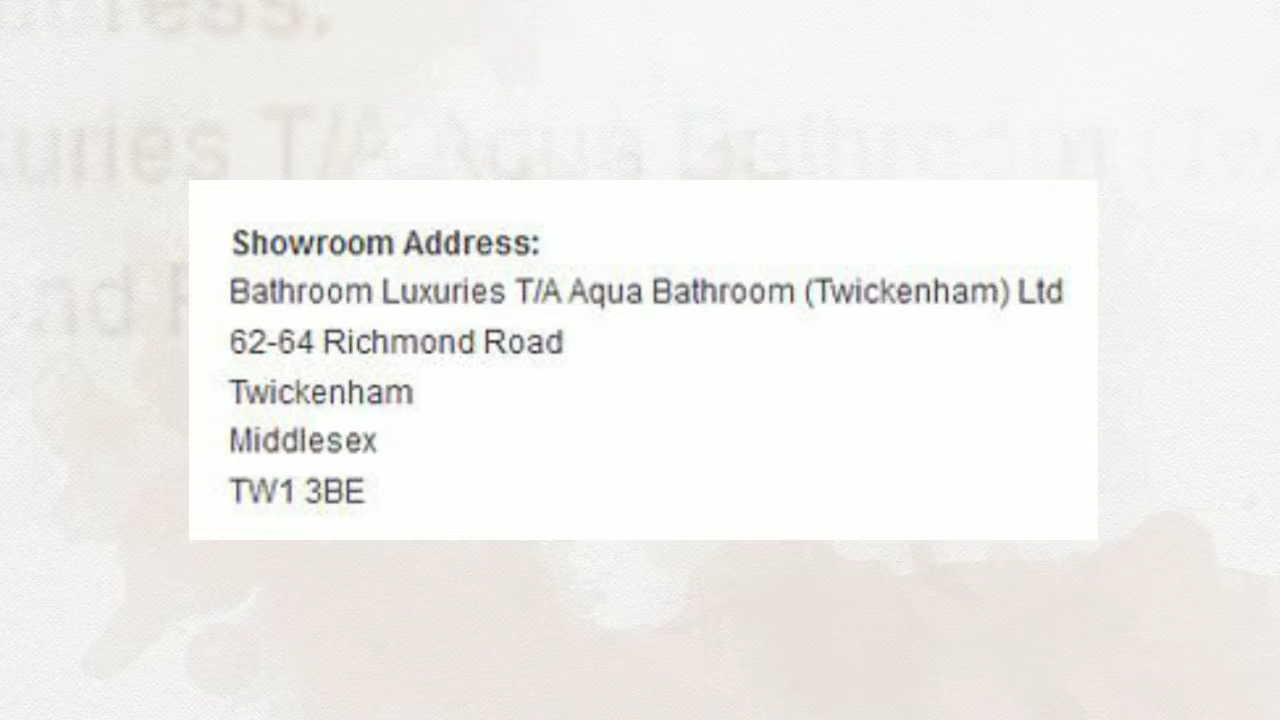 Showroom Address:
Bathroom Luxuries T/A Aqua Bathroom (Twickenham) Ltd
62-64 Richmond Road
Twickenham
Middlesex
TW1 3BE